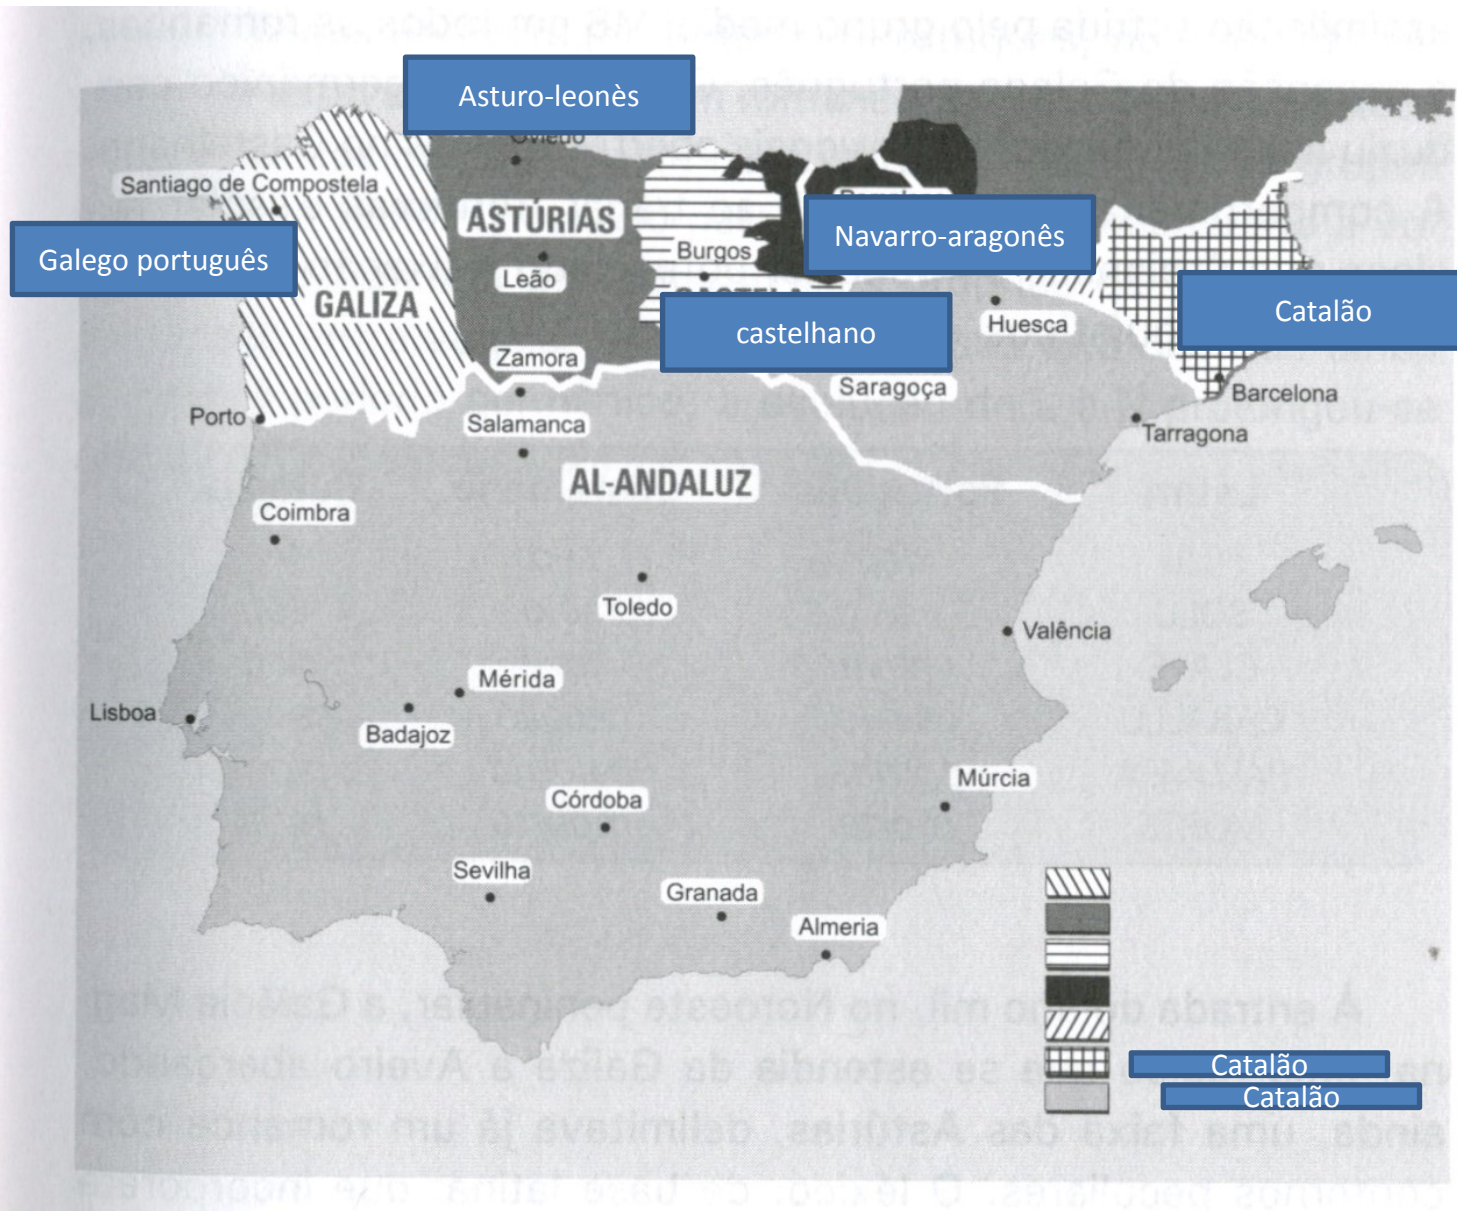 Asturo-leonès
Santiago de Compostela
ASTÚRIAS
Galego português
Burgos
Navarro-aragonês
Leão
GALIZA
castelhano
Huesca
Catalão
Zamora
Saragoça
Barcelona
Porto
Salamanca
Tarragona
AL-ANDALUZ
Coimbra
Toledo
Valência
Mérida
Lisboa
Badajoz
Múrcia
Córdoba
Sevilha
Granada
Almeria
Catalão
Catalão